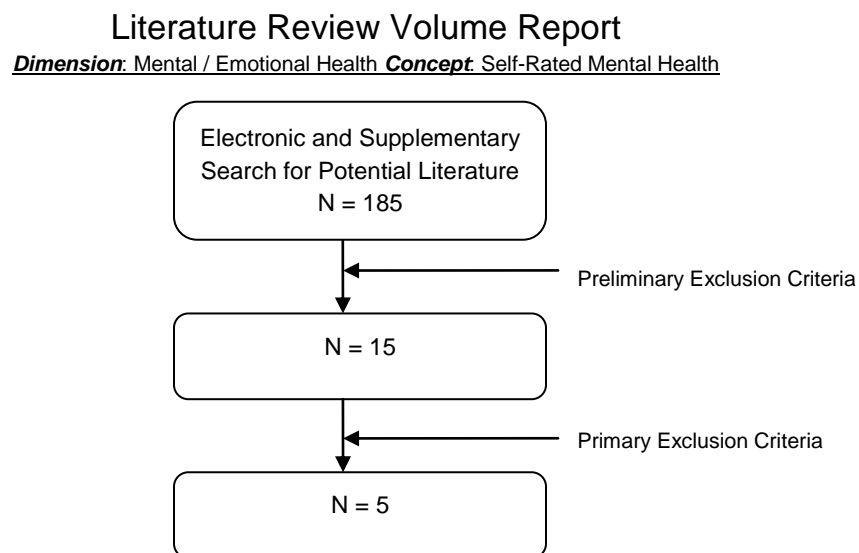 Literature Review Volume Report
Dimension: Mental / Emotional Health Concept: Self-Rated Mental Health
Electronic and Supplementary
Search for Potential Literature
N = 185
Preliminary Exclusion Criteria
N = 15
Primary Exclusion Criteria
N = 5